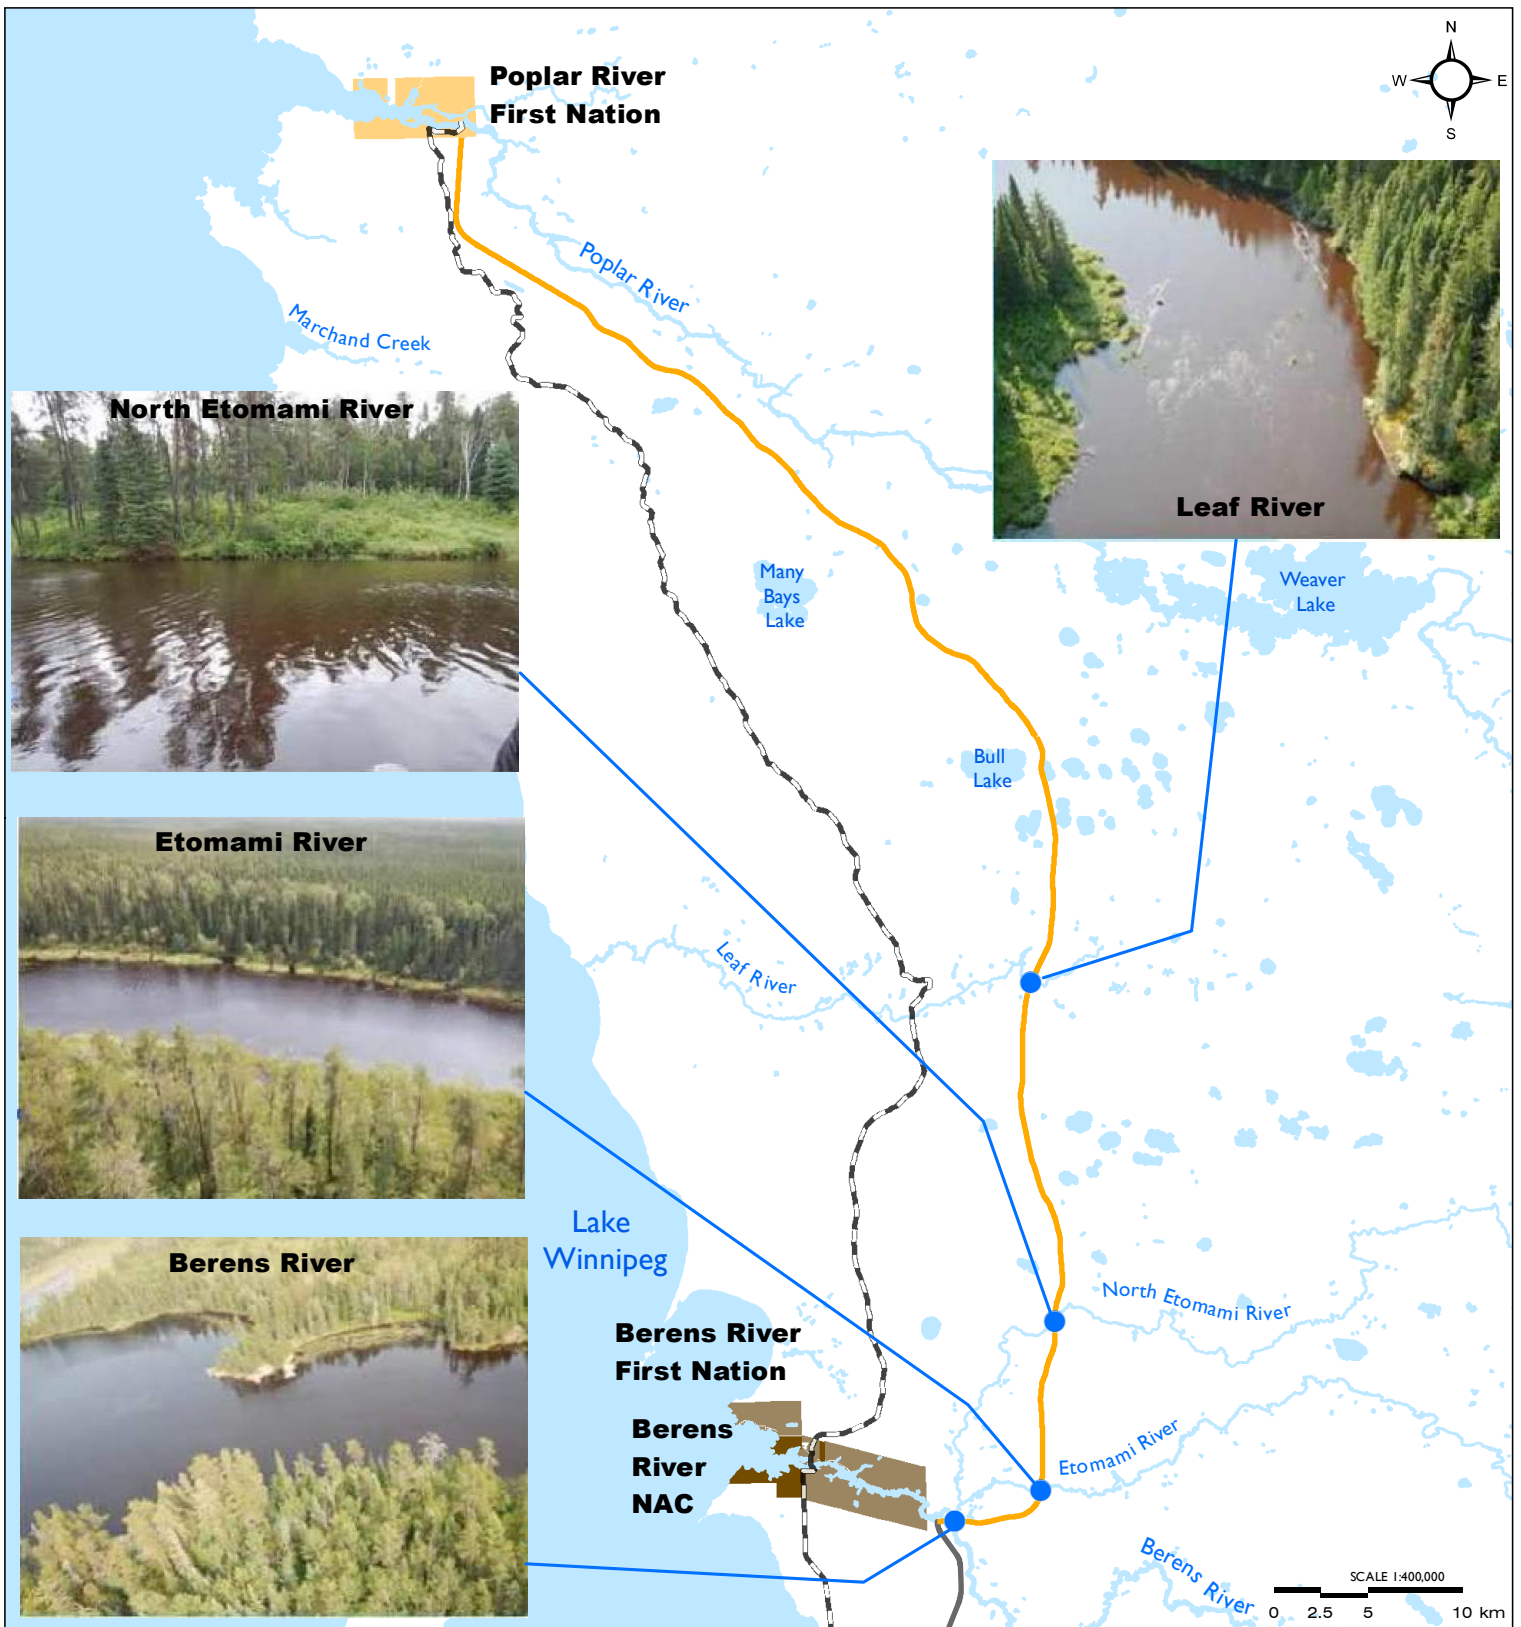 N
W
E
S
Poplar River
First Nation
Poplar River
Marchand Creek
North Etomami River
Leaf River
Many
Bays
Lake
Weaver
Lake
Bull
Lake
Etomami River
Leaf River
Lake
Winnipeg
Berens River
North Etomami River
Berens River
First Nation
Berens
River
NAC
Etomami River
Berens River
SCALE 1:400,000
0 2.5 5 10 km